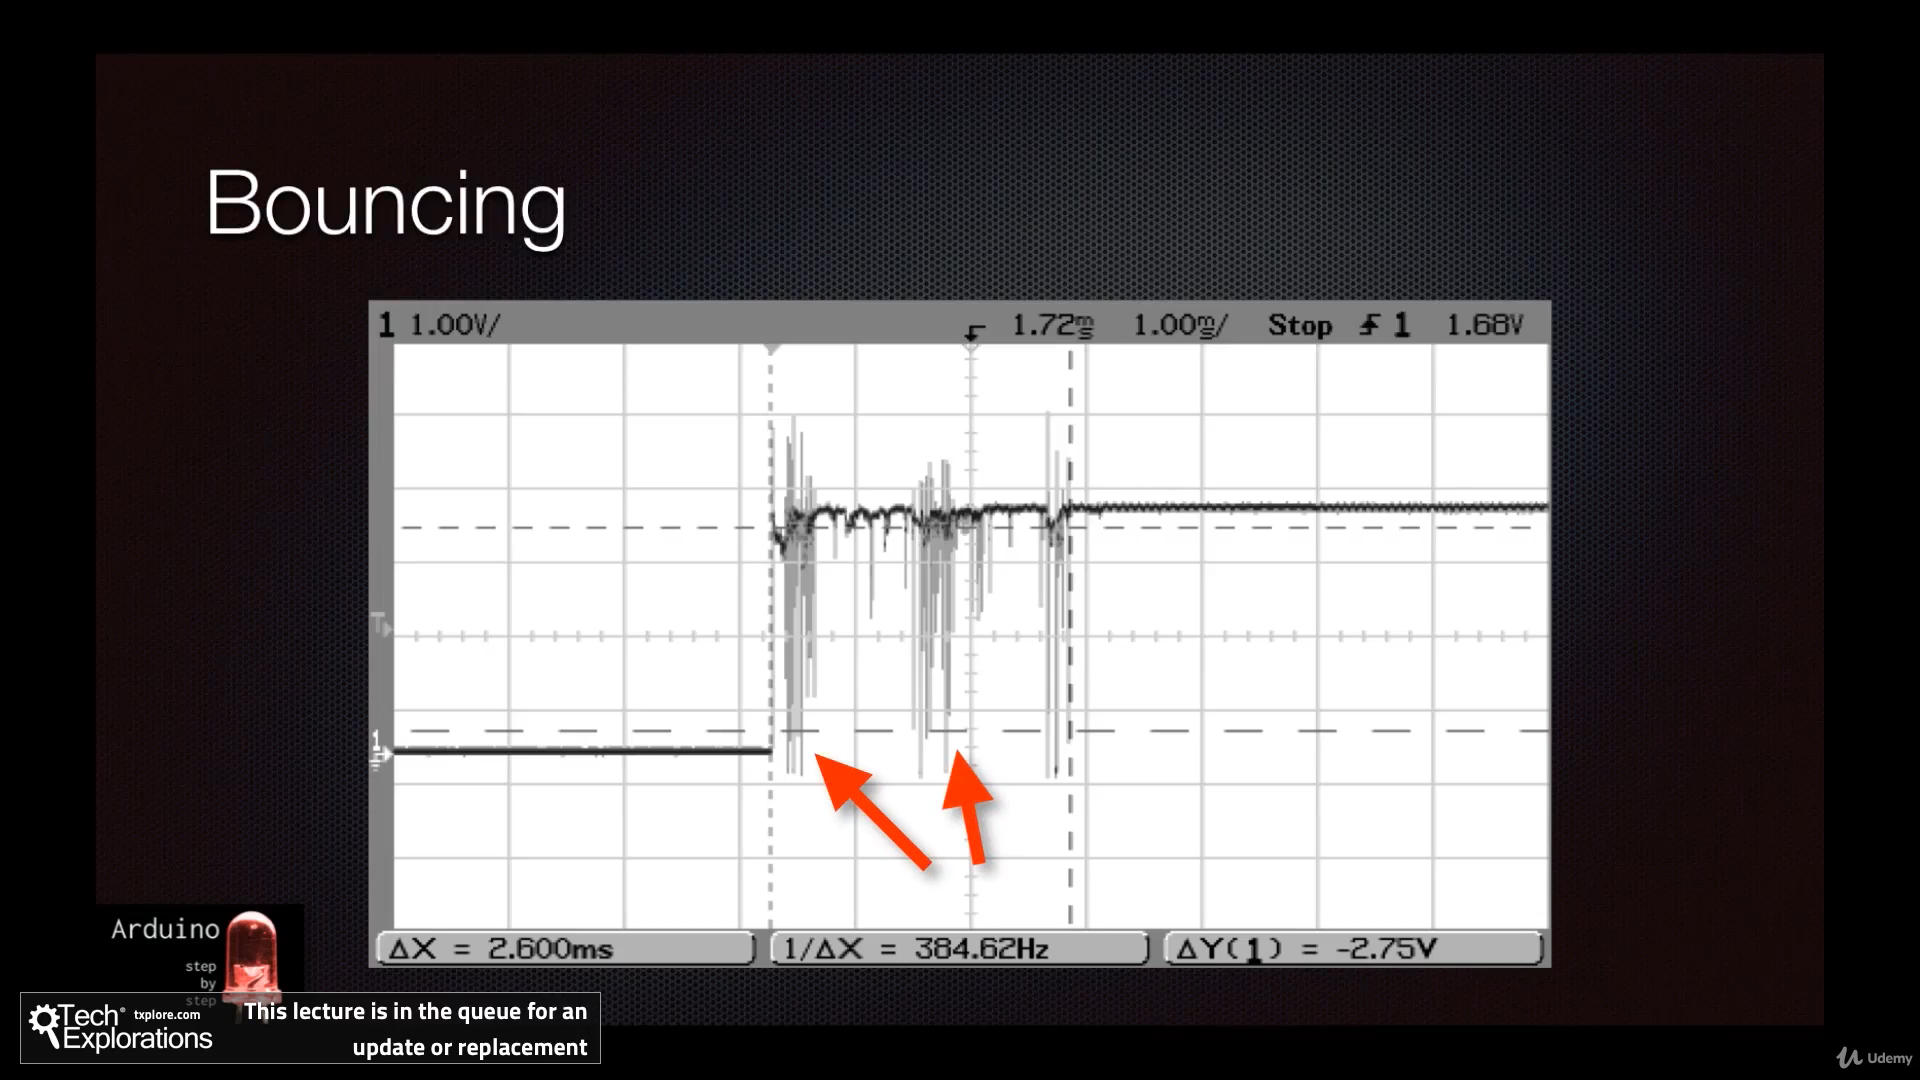 Bouncing
1 1.00V/ 1.72ms 1.00ms/ Stop 1 1.68V
T
1
ΔX = 2.600ms 1/ΔX = 384.62Hz ΔY(1) = -2.75V
Arduino
step
by
step
Tech txplore.com
Explorations
This lecture is in the queue for an
update or replacement
Udemy